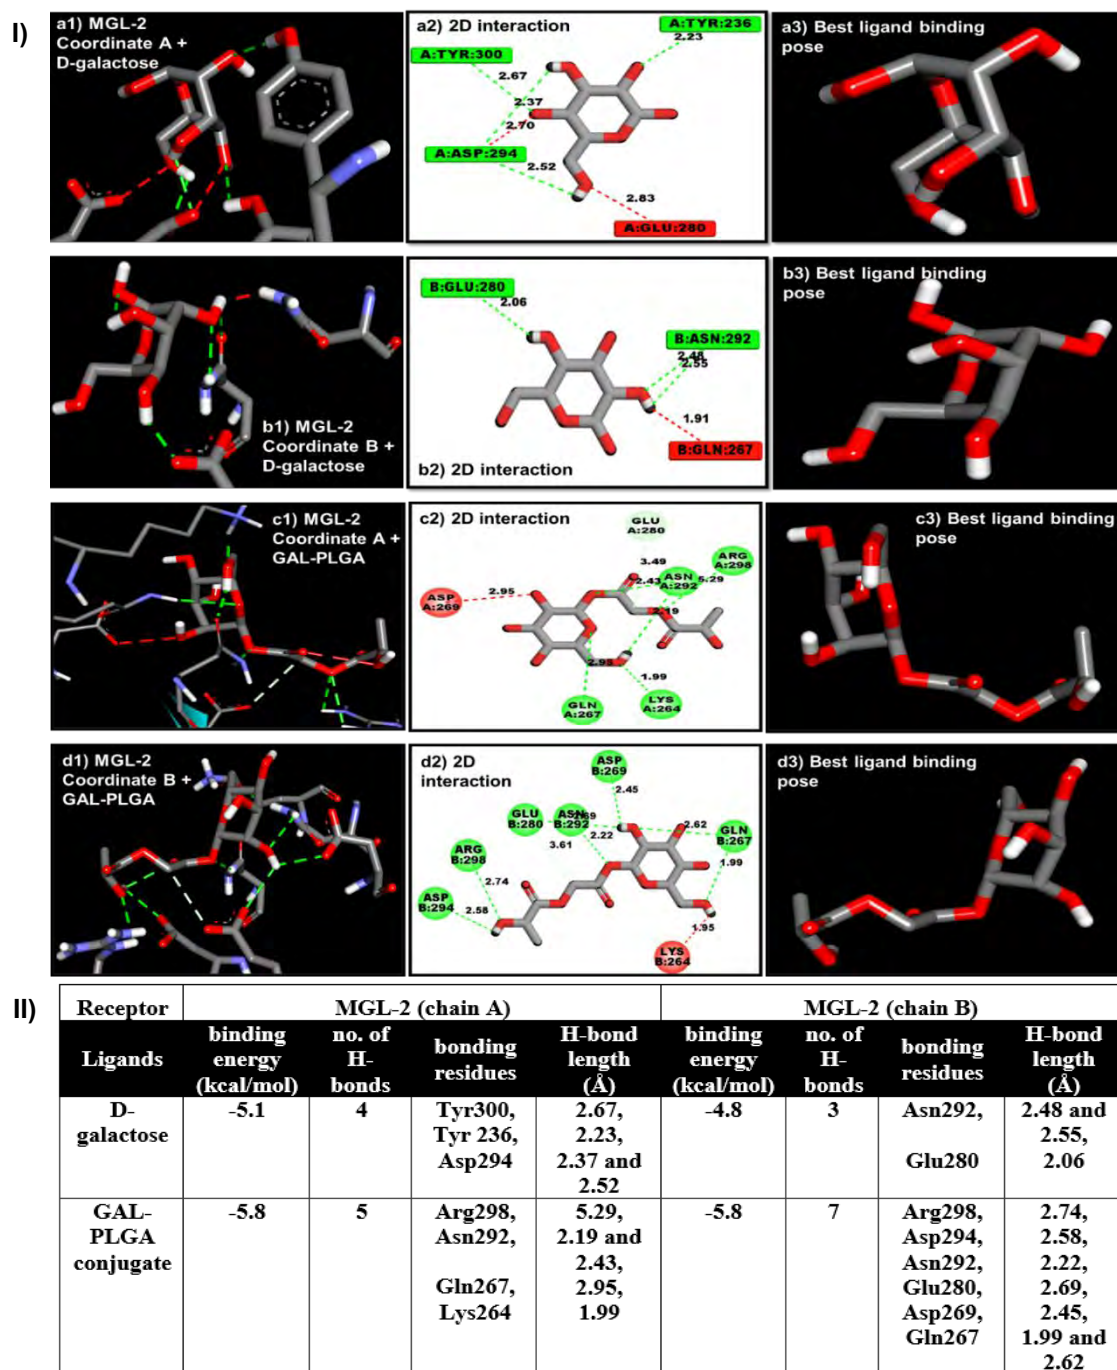 I)
a1) MGL-2
Coordinate A +
D-galactose
a2) 2D interaction
A:TYR:236
2.23
A:TYR:300
2.67
2.37
2.70
A:ASP:294
2.52
2.83
A:GLU:280
a3) Best ligand binding
pose
b1) MGL-2
Coordinate B +
D-galactose
B:GLU:280
2.06
B:ASN:292
2.48
2.55
1.91
B:GLN:267
b2) 2D interaction
b3) Best ligand binding
pose
c1) MGL-2
Coordinate A +
GAL-PLGA
c2) 2D interaction
GLU
A:280
ARG
A:298
3.49
ASN
A:292
2.43
5.29
ASP
A:269
2.95
GLN
A:267
1.99
LYS
A:264
c3) Best ligand binding
pose
d1) MGL-2
Coordinate B +
GAL-PLGA
d2) 2D
interaction
ASP
B:269
2.45
GLU
B:280
ASN
B:292
2.69
2.62
GLN
B:267
3.61
2.22
1.99
ARG
B:298
2.74
ASP
B:294
2.58
1.95
LYS
B:264
d3) Best ligand binding
pose
II)
Receptor MGL-2 (chain A) MGL-2 (chain B)
Ligands binding energy (kcal/mol) no. of H-bonds bonding residues H-bond length (Å) binding energy (kcal/mol) no. of H-bonds bonding residues H-bond length (Å)
D-galactose -5.1 4 Tyr300, Tyr 236, Asp294 2.67, 2.23, 2.37 and 2.52 -4.8 3 Asn292, Glu280 2.48 and 2.55, 2.06
GAL-PLGA conjugate -5.8 5 Arg298, Asn292, Gln267, Lys264 5.29, 2.19 and 2.43, 2.95, 1.99 -5.8 7 Arg298, Asp294, Asn292, Glu280, Asp269, Gln267 2.74, 2.58, 2.22, 2.69, 2.45, 1.99 and 2.62